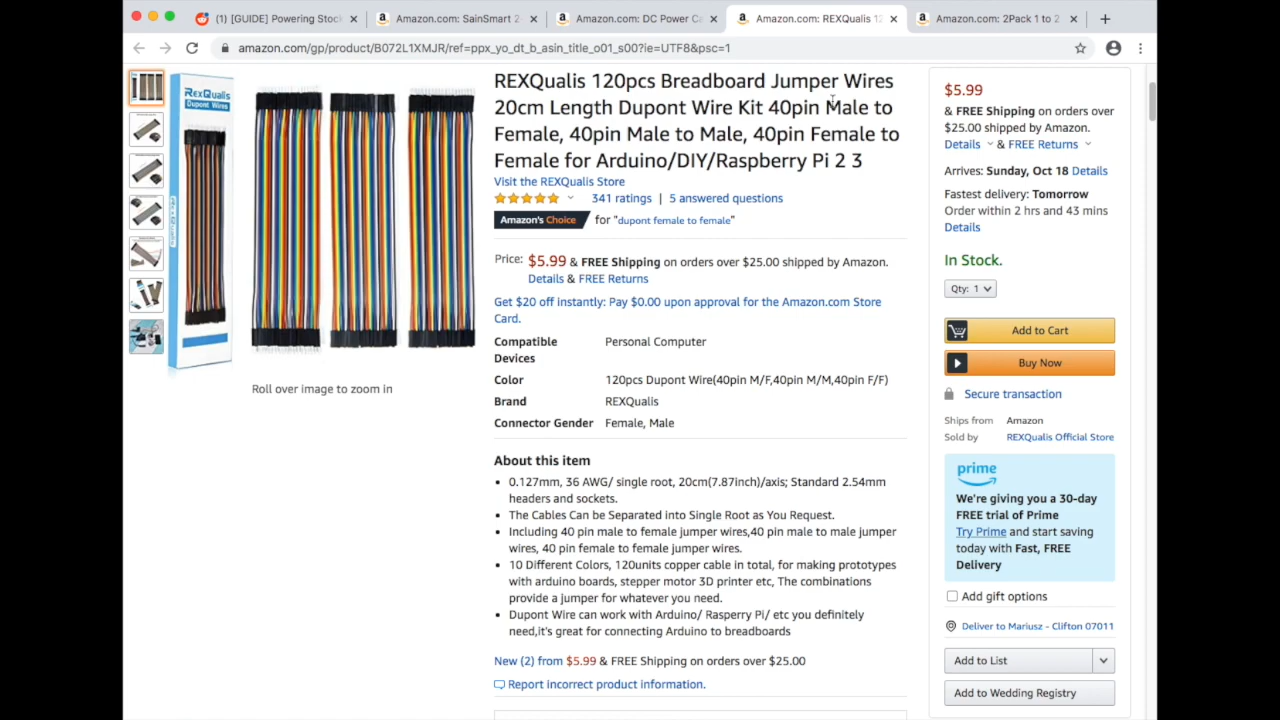 (1) [GUIDE] Powering Stock
Amazon.com: SainSmart 2
Amazon.com: DC Power Ca
Amazon.com: REXQualis 12
Amazon.com: 2Pack 1 to 2
amazon.com/gp/product/B072L1XMJR/ref=ppx_yo_dt_b_asin_title_o01_s00?ie=UTF8&psc=1
REXQualis
Dupont Wires
Roll over image to zoom in
REXQualis 120pcs Breadboard Jumper Wires
20cm Length Dupont Wire Kit 40pin Male to
Female, 40pin Male to Male, 40pin Female to
Female for Arduino/DIY/Raspberry Pi 2 3
Visit the REXQualis Store
341 ratings | 5 answered questions
Amazon's Choice for "dupont female to female"
Price: $5.99 & FREE Shipping on orders over $25.00 shipped by Amazon.
Details & FREE Returns
Get $20 off instantly: Pay $0.00 upon approval for the Amazon.com Store
Card.
Compatible Personal Computer
Devices
Color 120pcs Dupont Wire(40pin M/F,40pin M/M,40pin F/F)
Brand REXQualis
Connector Gender Female, Male
About this item
• 0.127mm, 36 AWG/ single root, 20cm(7.87inch)/axis; Standard 2.54mm
headers and sockets.
• The Cables Can be Separated into Single Root as You Request.
• Including 40 pin male to female jumper wires,40 pin male to male jumper
wires, 40 pin female to female jumper wires.
• 10 Different Colors, 120units copper cable in total, for making prototypes
with arduino boards, stepper motor 3D printer etc, The combinations
provide a jumper for whatever you need.
• Dupont Wire can work with Arduino/ Rasperry Pi/ etc you definitely
need,it's great for connecting Arduino to breadboards
New (2) from $5.99 & FREE Shipping on orders over $25.00
Report incorrect product information.
$5.99
& FREE Shipping on orders over
$25.00 shipped by Amazon.
Details & FREE Returns
Arrives: Sunday, Oct 18 Details
Fastest delivery: Tomorrow
Order within 2 hrs and 43 mins
Details
In Stock.
Qty: 1
Add to Cart
Buy Now
Secure transaction
Ships from Amazon
Sold by REXQualis Official Store
prime
We're giving you a 30-day
FREE trial of Prime
Try Prime and start saving
today with Fast, FREE
Delivery
Add gift options
Deliver to Mariusz - Clifton 07011
Add to List
Add to Wedding Registry